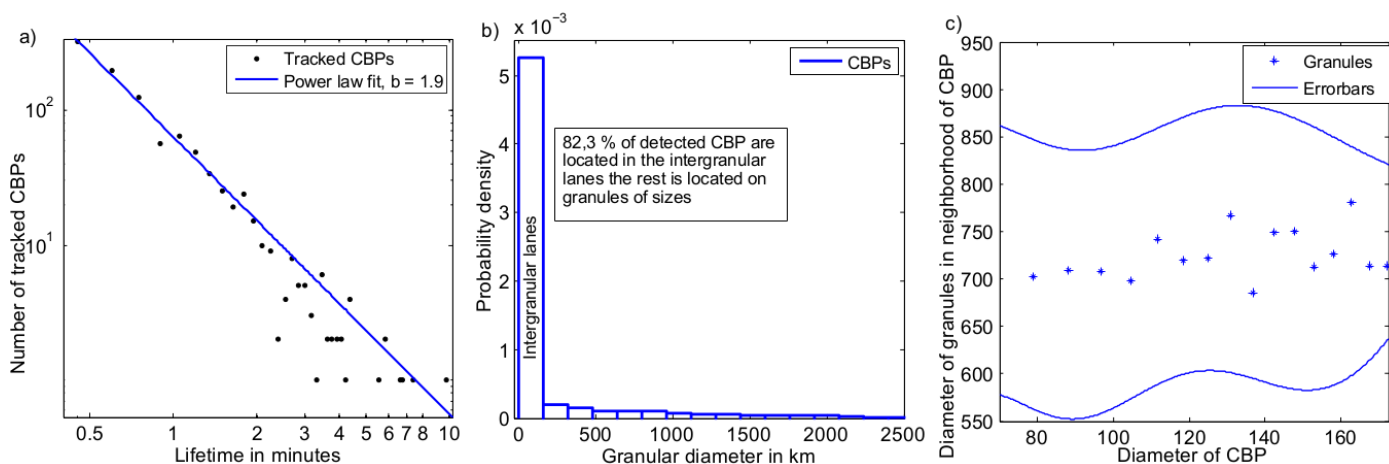 a)
Number of tracked CBPs
10^2
10^1
Tracked CBPs
Power law fit, b = 1.9
0.5 1 2 3 4 5 6 7 8 10
Lifetime in minutes
b)
x 10^-3
Probability density
5
4
3
2
1
0
CBPs
82,3 % of detected CBP are
located in the intergranular
lanes the rest is located on
granules of sizes
Intergranular lanes
0 500 1000 1500 2000 2500
Granular diameter in km
c)
Diameter of granules in neighborhood of CBP
950
900
850
800
750
700
650
600
550
Granules
Errorbars
80 100 120 140 160
Diameter of CBP